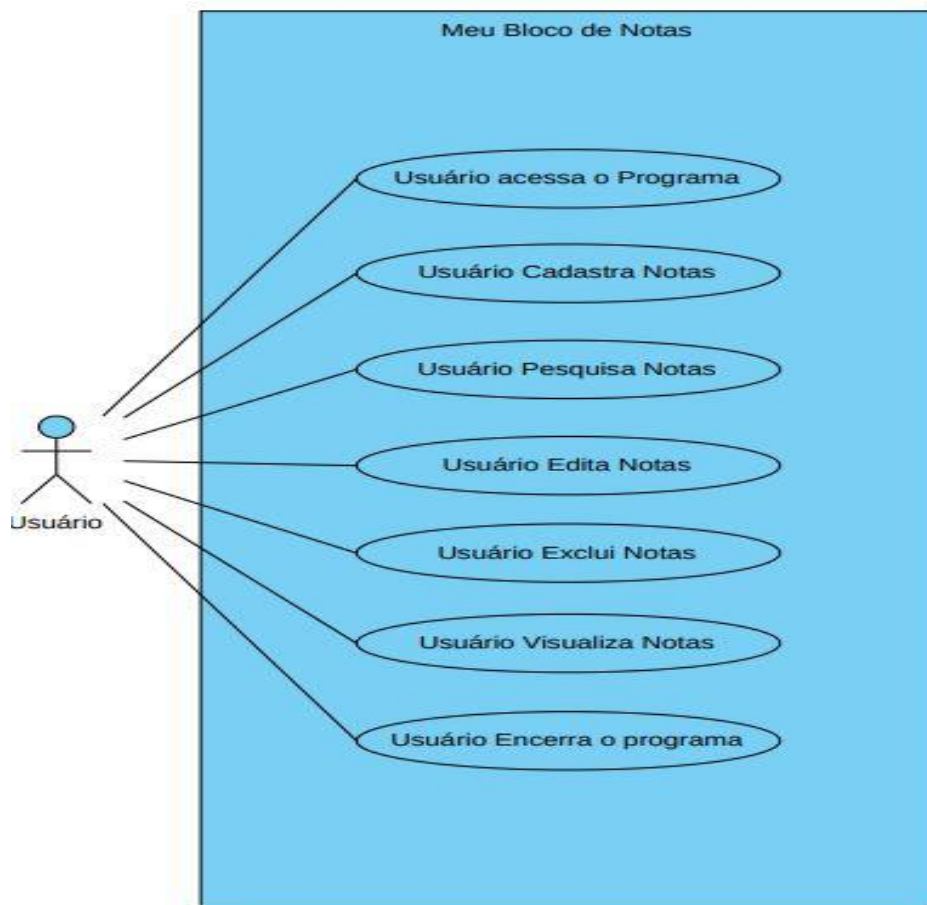 Meu Bloco de Notas
Usuário acessa o Programa
Usuário Cadastra Notas
Usuário Pesquisa Notas
Usuário Edita Notas
Usuário Exclui Notas
Usuário
Usuário Visualiza Notas
Usuário Encerra o programa